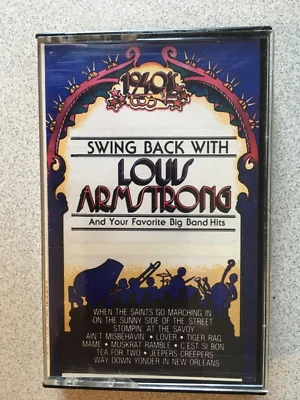 1940's
SWING BACK WITH
LOUIS
ARMSTRONG
And Your Favorite Big Band Hits
WHEN THE SAINTS GO MARCHING IN
ON THE SUNNY SIDE OF THE STREET
STOMPIN' AT THE SAVOY
AIN'T MISBEHAVIN • LOVER • TIGER RAG
MAME • MUSKRAT RAMBLE • C'EST SI BON
TEA FOR TWO • JEEPERS CREEPERS
WAY DOWN YONDER IN NEW ORLEANS